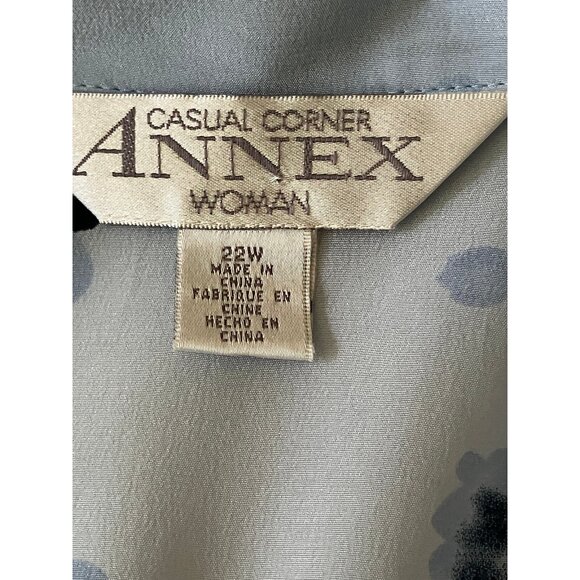 CASUAL CORNER
ANNEX
WOMAN
22W
MADE IN
CHINA
FABRIQUE EN
CHINE
HECHO EN
CHINA